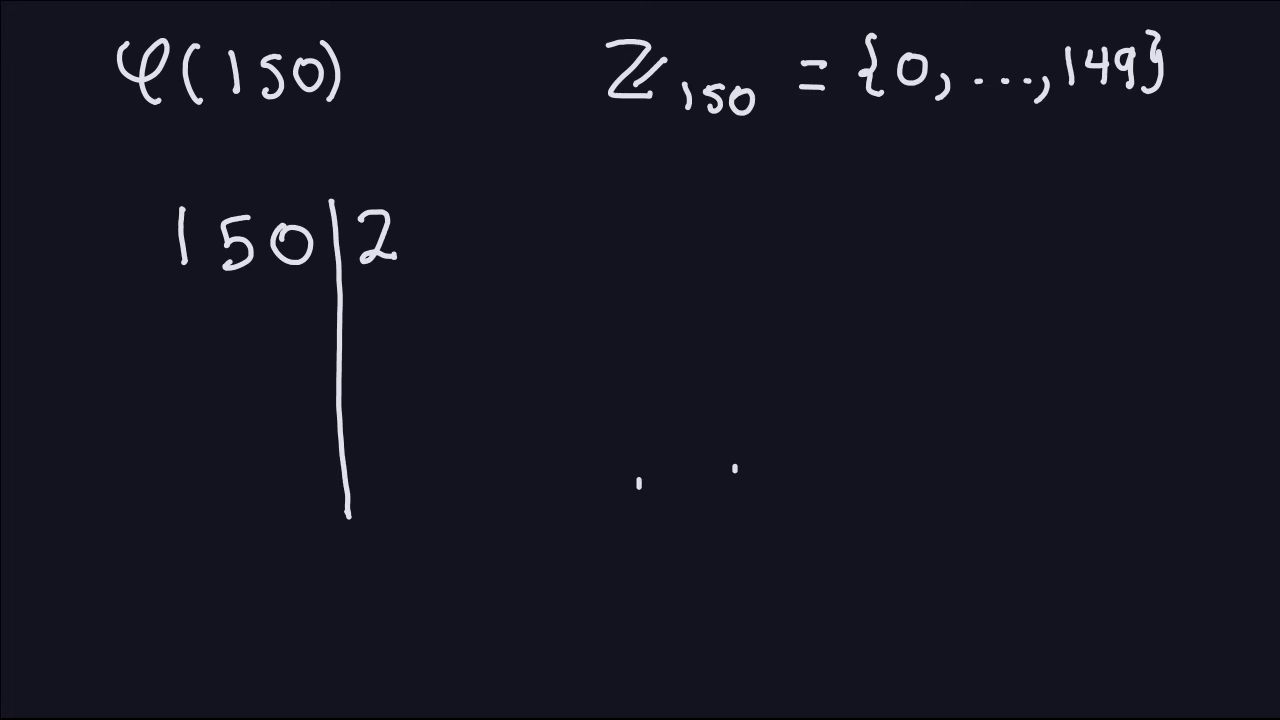 φ(150)
ℤ₁₅₀ = {0, ..., 149}
150 | 2